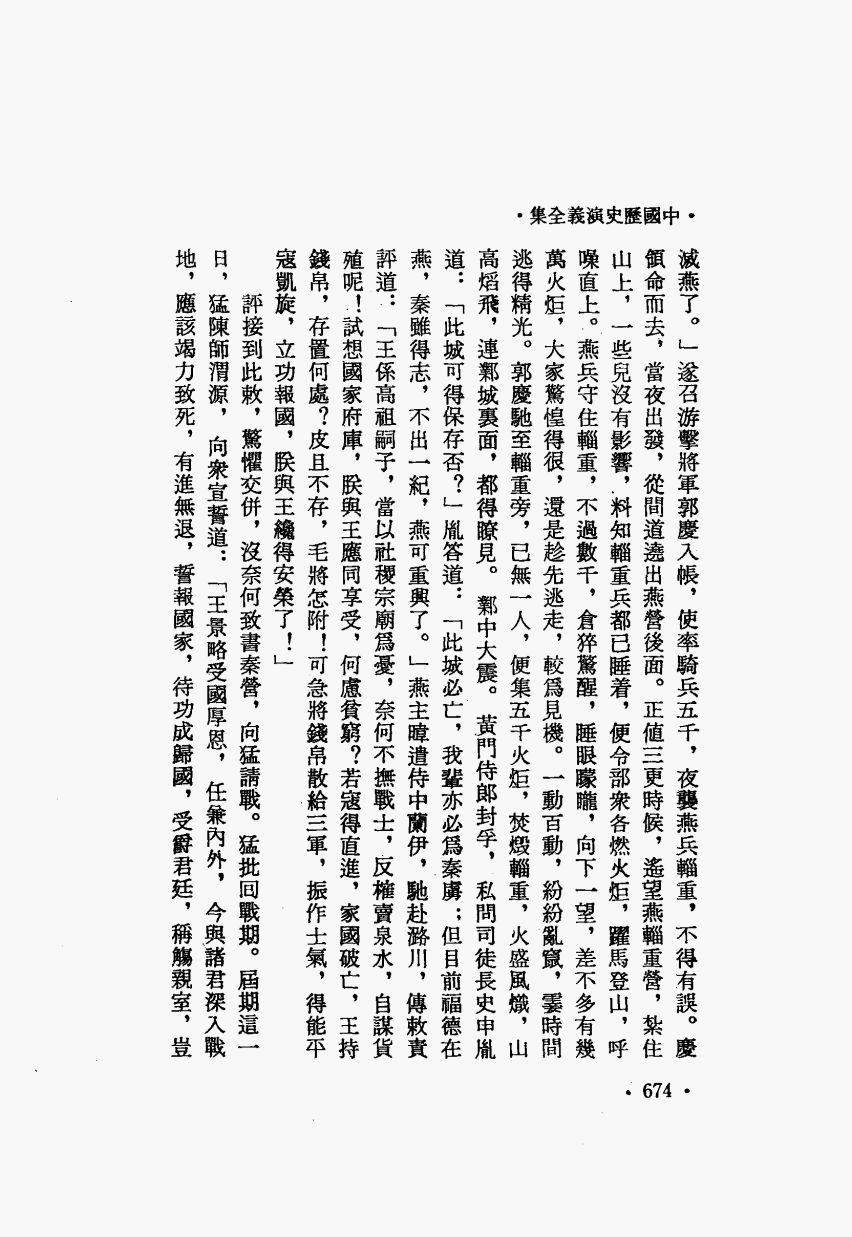 •中國歷史演義全集•
滅燕了。」遂召游擊將軍郭慶入帳，使率騎兵五千，夜襲燕兵輜重，不得有誤。慶
領命而去，當夜出發，從間道遶出燕營後面。正值三更時候，遙望燕輜重營，紮住
山上，一些兒沒有影響，料知輜重兵都已睡着，便令部衆各燃火炬，躍馬登山，呼
噪直上。燕兵守住輜重，不過數千，倉猝驚醒，睡眼矇矓，向下一望，差不多有幾
萬火炬，大家驚惶得很，還是趁先逃走，較爲見機。一動百動，紛紛亂竄，霎時間
逃得精光。郭慶馳至輜重旁，已無一人，便集五千火炬，焚燬輜重，火盛風熾，山
高熖飛，連鄴城裏面，都得瞭見。鄴中大震。黃門侍郎封孚，私問司徒長史申胤
道：「此城可得保存否？」胤答道：「此城必亡，我輩亦必爲秦虜；但目前福德在
燕，秦雖得志，不出一紀，燕可重興了。」燕主暐遣侍中蘭伊，馳赴潞川，傳敕責
評道：「王係高祖嗣子，當以社稷宗廟爲憂，奈何不撫戰士，反榷賣泉水，自謀貨
殖呢！試想國家府庫，朕與王應同享受，何慮貧窮？若寇得直進，家國破亡，王持
錢帛，存置何處？皮且不存，毛將怎附！可急將錢帛散給三軍，振作士氣，得能平
寇凱旋，立功報國，朕與王纔得安榮了！」
評接到此敕，驚懼交併，沒奈何致書秦營，向猛請戰。猛批回戰期。屆期這一
日，猛陳師渭源，向衆宣誓道：「王景略受國厚恩，任兼內外，今與諸君深入戰
地，應該竭力致死，有進無退，誓報國家，待功成歸國，受爵君廷，稱觴親室，豈
•674•